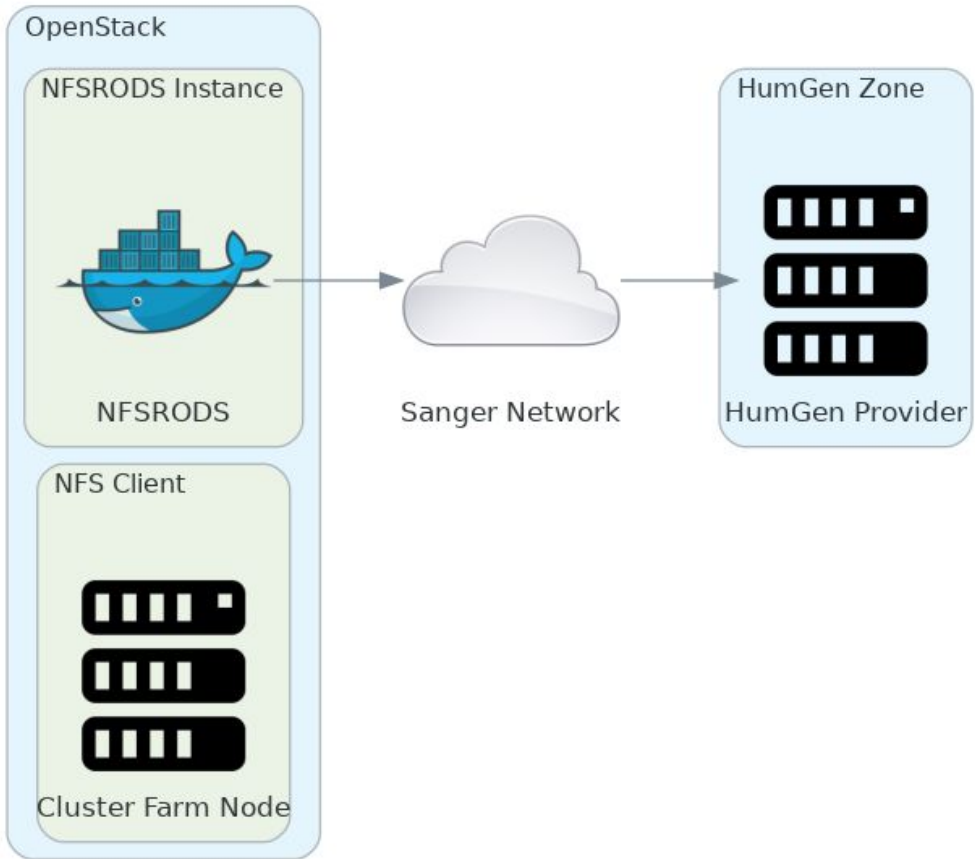 OpenStack
NFSRODS Instance
NFSRODS
NFS Client
Cluster Farm Node
Sanger Network
HumGen Zone
HumGen Provider